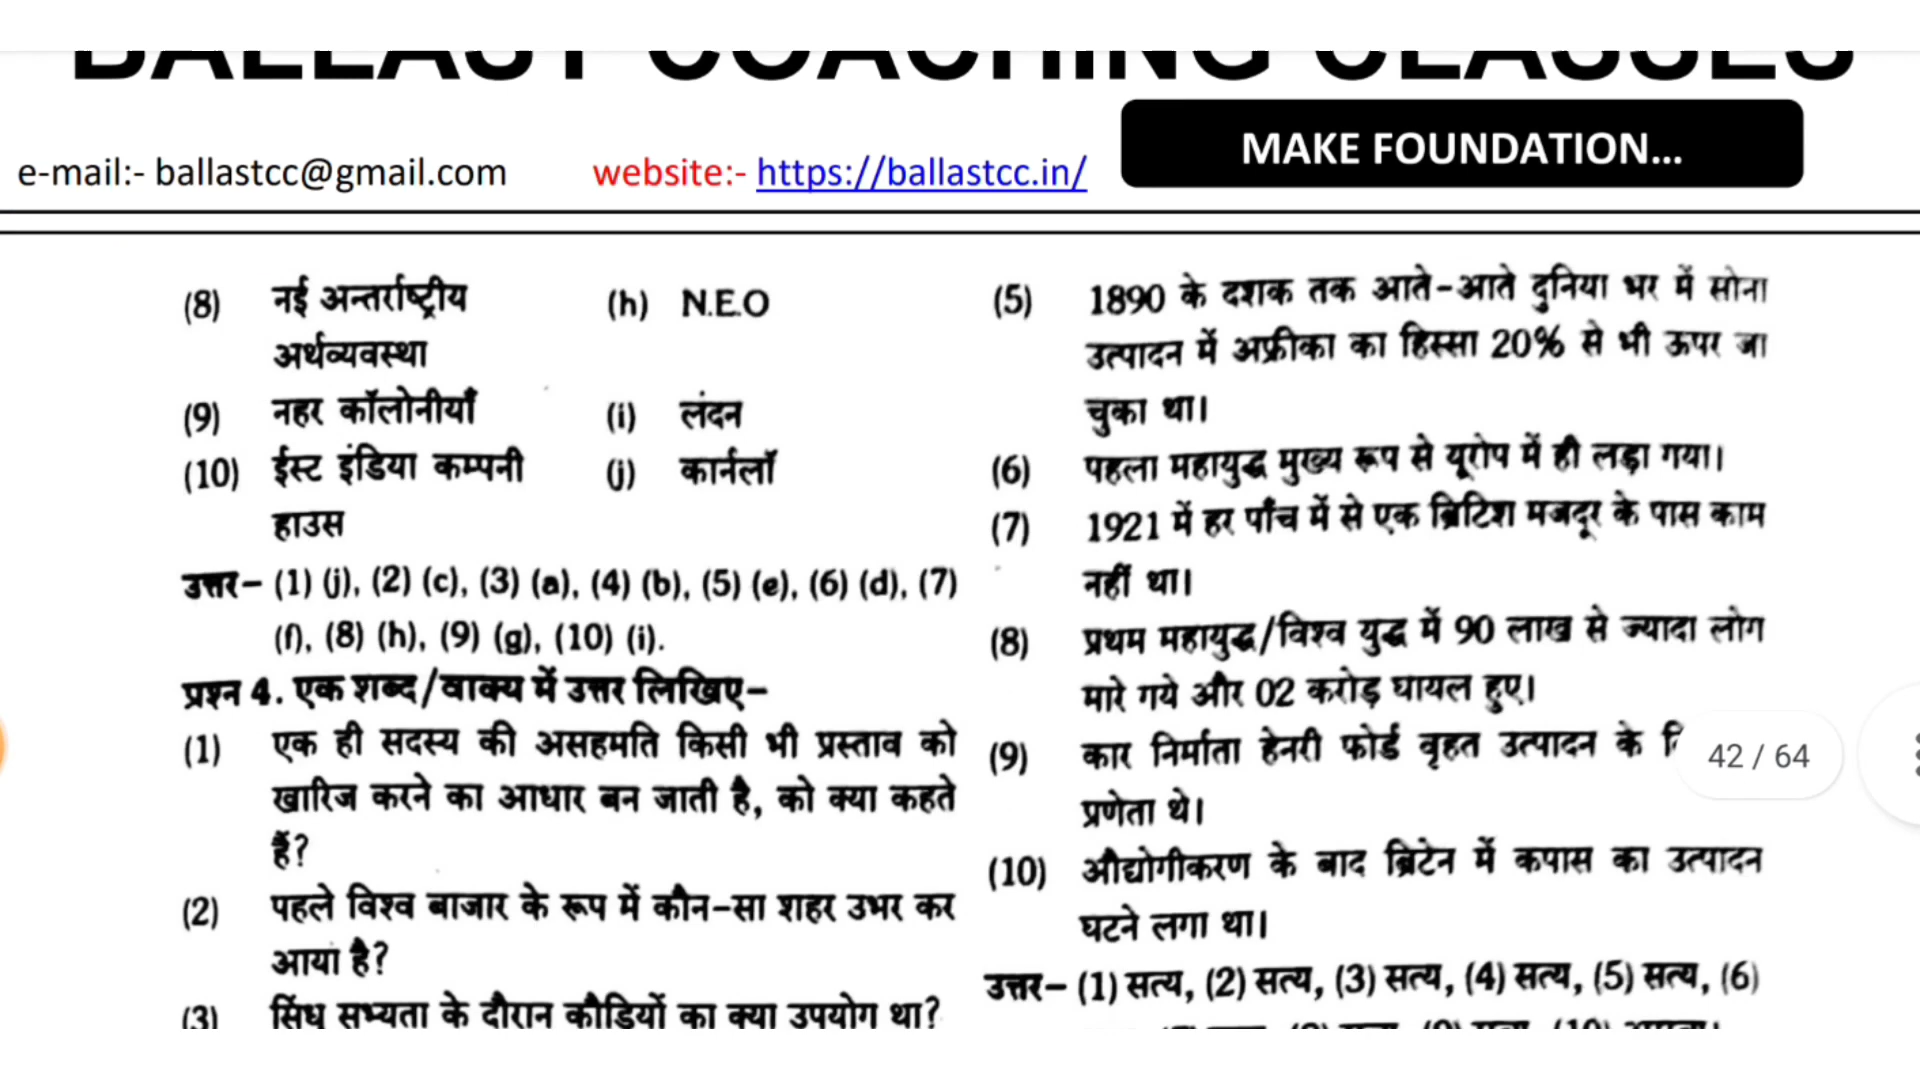 BALLAST COACHING CLASSES
MAKE FOUNDATION...
e-mail:- ballastcc@gmail.com website:- https://ballastcc.in/
(8) नई अन्तर्राष्ट्रीय (h) N.E.O
अर्थव्यवस्था
(9) नहर कॉलोनीयाँ (i) लंदन
(10) ईस्ट इंडिया कम्पनी (j) कार्नलॉ
हाउस
उत्तर– (1) (j), (2) (c), (3) (a), (4) (b), (5) (e), (6) (d), (7)
(f), (8) (h), (9) (g), (10) (i).
प्रश्न 4. एक शब्द/वाक्य में उत्तर लिखिए–
(1) एक ही सदस्य की असहमति किसी भी प्रस्ताव को
खारिज करने का आधार बन जाती है, को क्या कहते
हैं?
(2) पहले विश्व बाजार के रूप में कौन-सा शहर उभर कर
आया है?
(3) सिंधु सभ्यता के दौरान कौड़ियों का क्या उपयोग था?
(5) 1890 के दशक तक आते-आते दुनिया भर में सोना
उत्पादन में अफ्रीका का हिस्सा 20% से भी ऊपर जा
चुका था।
(6) पहला महायुद्ध मुख्य रूप से यूरोप में ही लड़ा गया।
(7) 1921 में हर पाँच में से एक ब्रिटिश मजदूर के पास काम
नहीं था।
(8) प्रथम महायुद्ध/विश्व युद्ध में 90 लाख से ज्यादा लोग
मारे गये और 02 करोड़ घायल हुए।
(9) कार निर्माता हेनरी फोर्ड वृहत उत्पादन के
42 / 64
प्रणेता थे।
(10) औद्योगीकरण के बाद ब्रिटेन में कपास का उत्पादन
घटने लगा था।
उत्तर– (1) सत्य, (2) सत्य, (3) सत्य, (4) सत्य, (5) सत्य, (6)